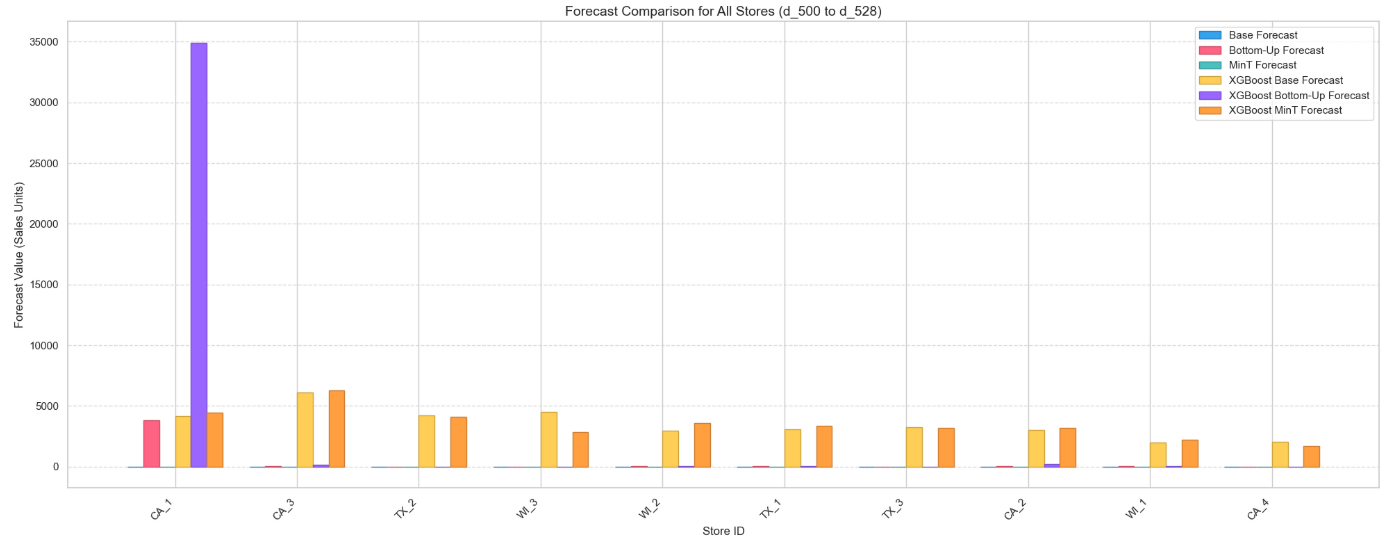 Forecast Comparison for All Stores (d_500 to d_528)
Base Forecast
Bottom-Up Forecast
MinT Forecast
XGBoost Base Forecast
XGBoost Bottom-Up Forecast
XGBoost MinT Forecast
Forecast Value (Sales Units)
35000
30000
25000
20000
15000
10000
5000
0
CA_1
CA_3
TX_2
WI_3
WI_2
TX_1
TX_3
CA_2
WI_1
CA_4
Store ID